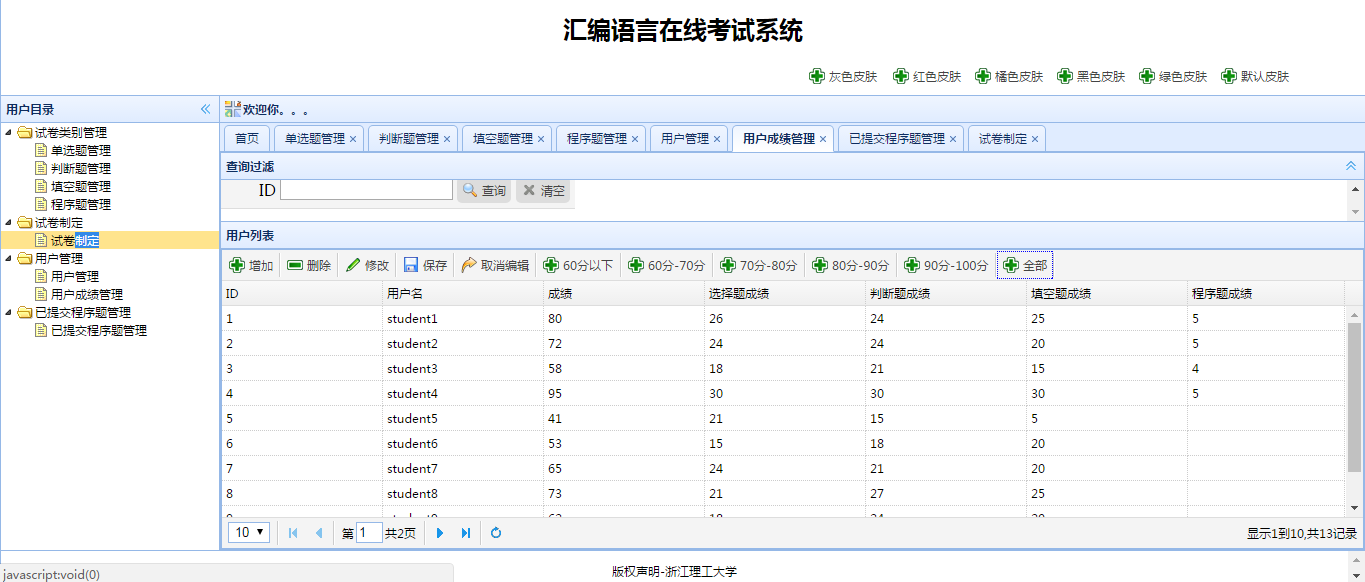 汇编语言在线考试系统
灰色皮肤 红色皮肤 橘色皮肤 黑色皮肤 绿色皮肤 默认皮肤
用户目录
欢迎你。。。
试卷类别管理
单选题管理
判断题管理
填空题管理
程序题管理
试卷制定
试卷制定
用户管理
用户管理
用户成绩管理
已提交程序题管理
已提交程序题管理
首页 单选题管理 判断题管理 填空题管理 程序题管理 用户管理 用户成绩管理 已提交程序题管理 试卷制定
查询过滤
ID 查询 清空
用户列表
增加 删除 修改 保存 取消编辑 60分以下 60分-70分 70分-80分 80分-90分 90分-100分 全部
ID 用户名 成绩 选择题成绩 判断题成绩 填空题成绩 程序题成绩
1 student1 80 26 24 25 5
2 student2 72 24 24 20 5
3 student3 58 18 21 15 4
4 student4 95 30 30 30 5
5 student5 41 21 15 5
6 student6 53 15 18 20
7 student7 65 24 21 20
8 student8 73 21 27 25
10 第 1 共2页 显示1到10,共13记录
版权声明-浙江理工大学
javascript:void(0)